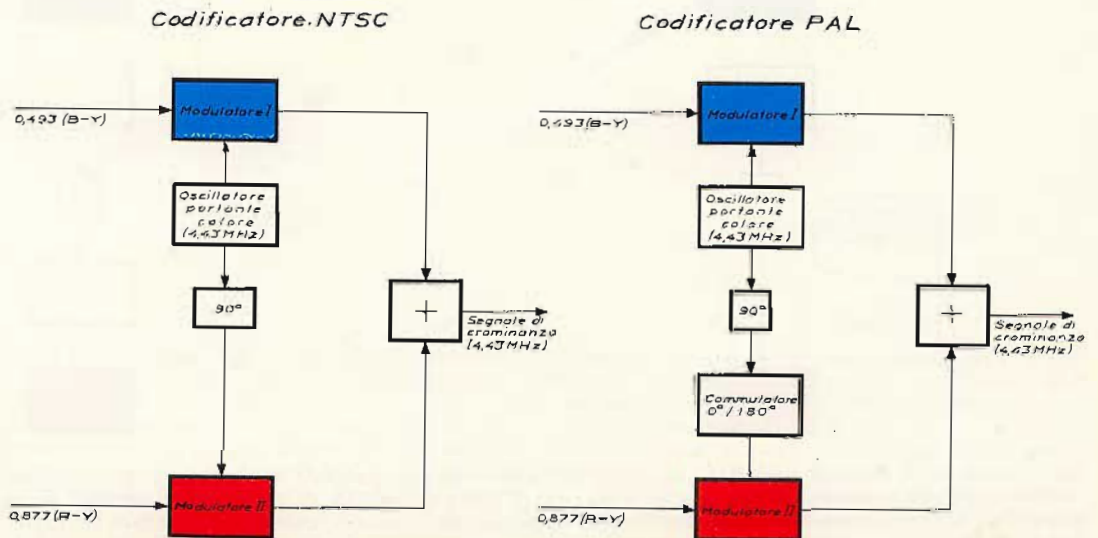 Codificatore.NTSC
0,493 (B-Y)
Modulatore I
Oscillatore
portante
colore
(4,43 MHz)
90°
+
Segnale di
crominanza
(4,43 MHz)
0,877 (R-Y)
Modulatore II
Codificatore PAL
0,493 (B-Y)
Modulatore I
Oscillatore
portante
colore
(4,43 MHz)
90°
Commutatore
0°/180°
+
Segnale di
crominanza
(4,43 MHz)
0,877 (R-Y)
Modulatore II